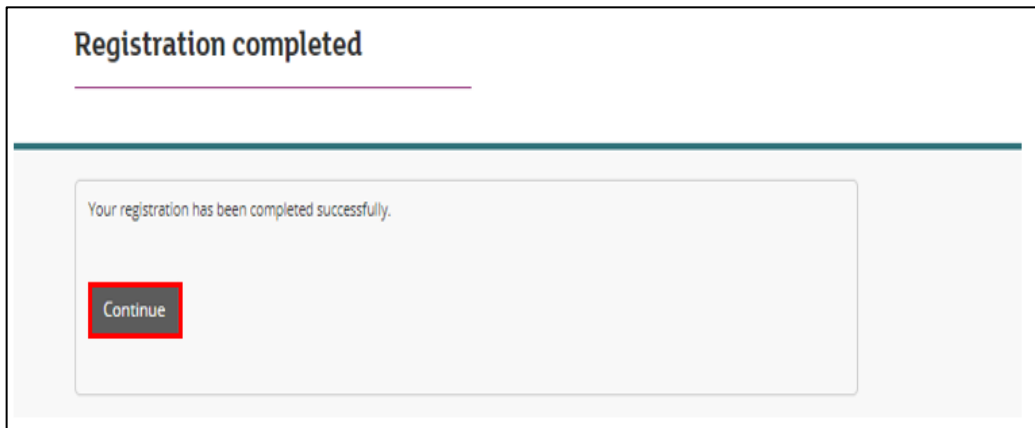 Registration completed
Your registration has been completed successfully.
Continue